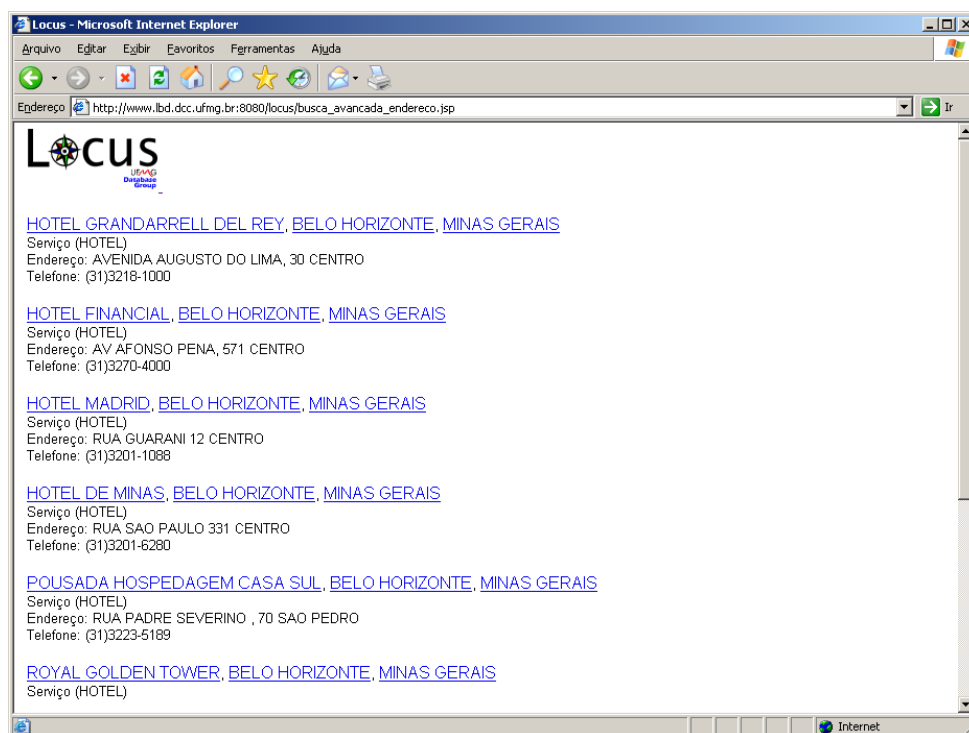 Locus - Microsoft Internet Explorer
Arquivo Editar Exibir Favoritos Ferramentas Ajuda
Endereço http://www.lbd.dcc.ufmg.br:8080/locus/busca_avancada_endereco.jsp Ir
Locus
UFMG
Database
Group
HOTEL GRANDARRELL DEL REY, BELO HORIZONTE, MINAS GERAIS
Serviço (HOTEL)
Endereço: AVENIDA AUGUSTO DO LIMA, 30 CENTRO
Telefone: (31)3218-1000
HOTEL FINANCIAL, BELO HORIZONTE, MINAS GERAIS
Serviço (HOTEL)
Endereço: AV AFONSO PENA, 571 CENTRO
Telefone: (31)3270-4000
HOTEL MADRID, BELO HORIZONTE, MINAS GERAIS
Serviço (HOTEL)
Endereço: RUA GUARANI 12 CENTRO
Telefone: (31)3201-1088
HOTEL DE MINAS, BELO HORIZONTE, MINAS GERAIS
Serviço (HOTEL)
Endereço: RUA SAO PAULO 331 CENTRO
Telefone: (31)3201-6280
POUSADA HOSPEDAGEM CASA SUL, BELO HORIZONTE, MINAS GERAIS
Serviço (HOTEL)
Endereço: RUA PADRE SEVERINO , 70 SAO PEDRO
Telefone: (31)3223-5189
ROYAL GOLDEN TOWER, BELO HORIZONTE, MINAS GERAIS
Serviço (HOTEL)
Internet